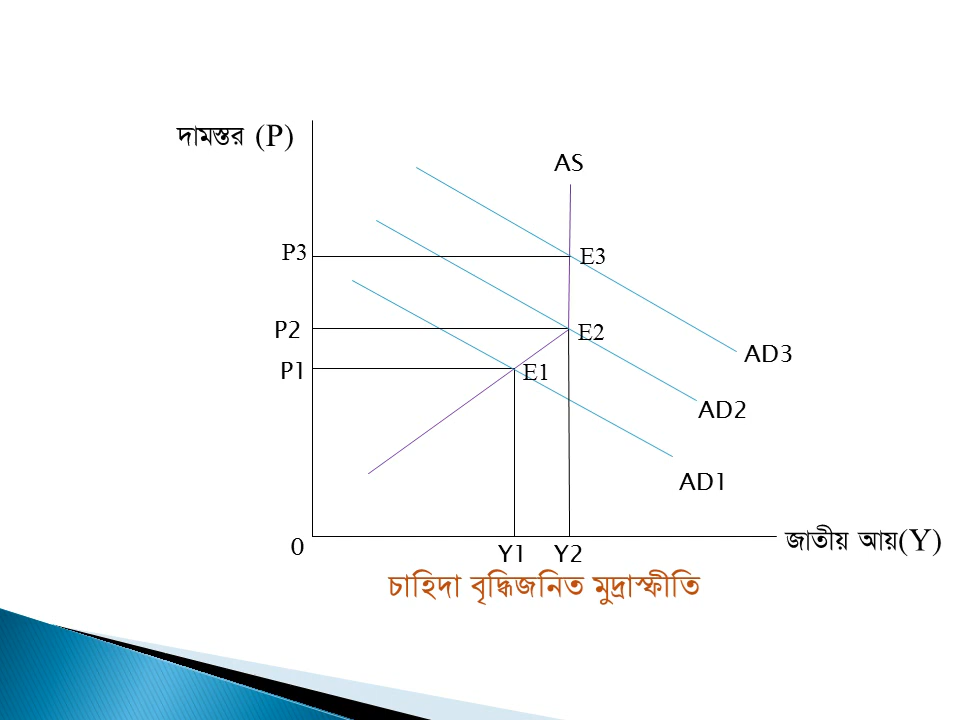 দামস্তর (P)
AS
P3
E3
P2
E2
AD3
P1
E1
AD2
AD1
জাতীয় আয়(Y)
0
Y1
Y2
চাহিদা বৃদ্ধিজনিত মুদ্রাস্ফীতি